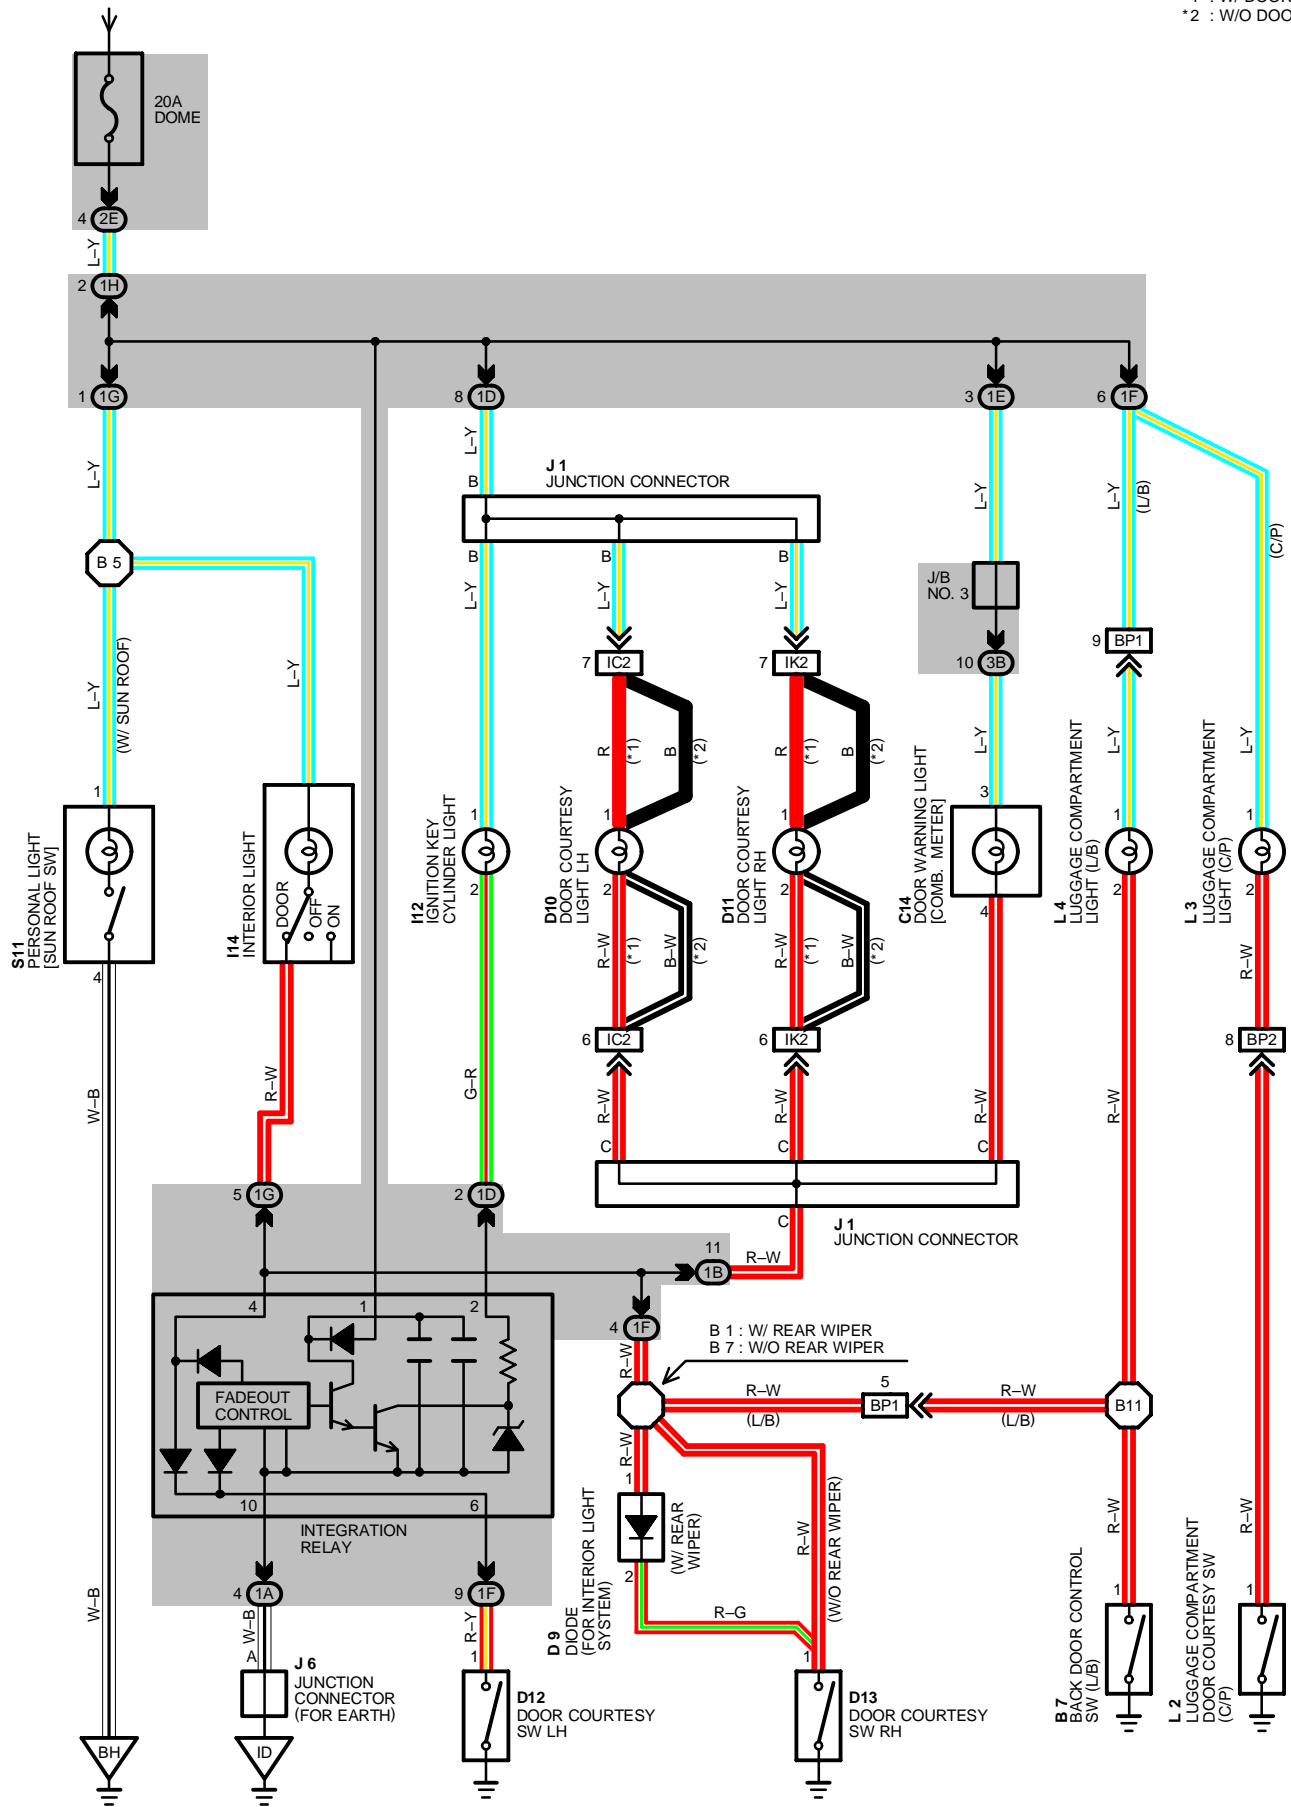 *2 : W/O DOO
20A
DOME
4 2E
L–Y
2 1H
1 1G
8 1D
3 1E
6 1F
L–Y
L–Y
J 1
JUNCTION CONNECTOR
B
L–Y
L–Y
(L/B)
(C/P)
B 5
B
B
B
L–Y
L–Y
L–Y
J/B
NO. 3
9 BP1
7 IC2
7 IK2
10 3B
L–Y
(W/ SUN ROOF)
L–Y
R
(*1)
B
(*2)
R
(*1)
B
(*2)
L–Y
L–Y
L–Y
1
1
1
1
3
1
1
S11
PERSONAL LIGHT
[SUN ROOF SW]
I14
INTERIOR LIGHT
DOOR
OFF
ON
I12
IGNITION KEY
CYLINDER LIGHT
D10
DOOR COURTESY
LIGHT LH
D11
DOOR COURTESY
LIGHT RH
C14
DOOR WARNING LIGHT
[COMB. METER]
L 4
LUGGAGE COMPARTMENT
LIGHT (L/B)
L 3
LUGGAGE COMPARTMENT
LIGHT (C/P)
4
2
2
2
4
2
2
R–W
(*1)
B–W
(*2)
R–W
(*1)
B–W
(*2)
R–W
6 IC2
6 IK2
8 BP2
W–B
R–W
G–R
R–W
R–W
R–W
R–W
C
C
C
5 1G
2 1D
C
J 1
JUNCTION CONNECTOR
11
1B
R–W
4
1
2
4 1F
B 1 : W/ REAR WIPER
B 7 : W/O REAR WIPER
R–W
FADEOUT
CONTROL
R–W
(L/B)
5
BP1
R–W
(L/B)
B11
R–W
1
10
6
INTEGRATION
RELAY
D 9
DIODE
(FOR INTERIOR LIGHT
SYSTEM)
(W/ REAR
WIPER)
R–W
(W/O REAR WIPER)
R–W
R–W
2
4 1A
9 1F
W–B
W–B
A
R–Y
1
R–G
1
1
1
J 6
JUNCTION
CONNECTOR
(FOR EARTH)
D12
DOOR COURTESY
SW LH
D13
DOOR COURTESY
SW RH
B 7
BACK DOOR CONTROL
SW (L/B)
L 2
LUGGAGE COMPARTMENT
DOOR COURTESY SW
(C/P)
BH
ID